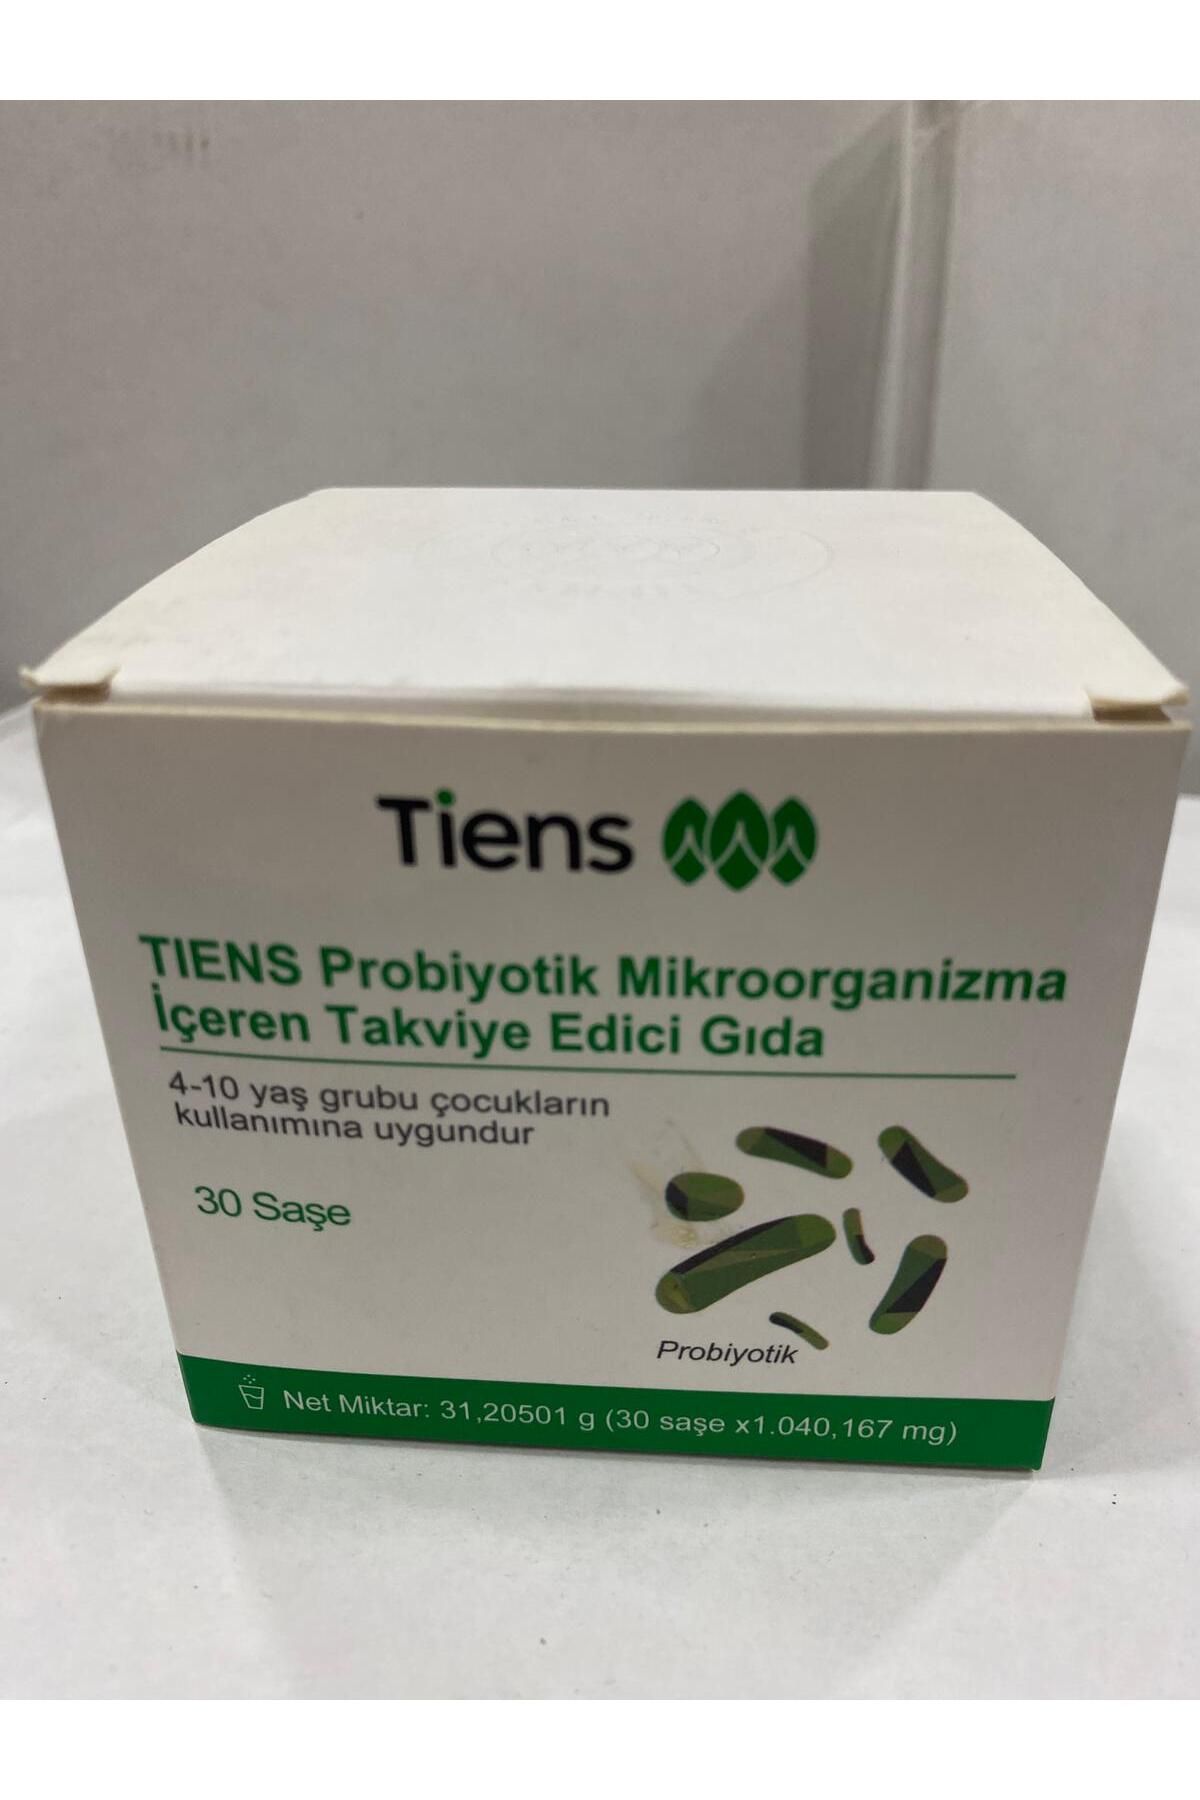 Tiens
TIENS Probiyotik Mikroorganizma
İçeren Takviye Edici Gıda
4-10 yaş grubu çocukların
kullanımına uygundur
30 Saşe
Probiyotik
Net Miktar: 31,20501 g (30 saşe x1.040,167 mg)